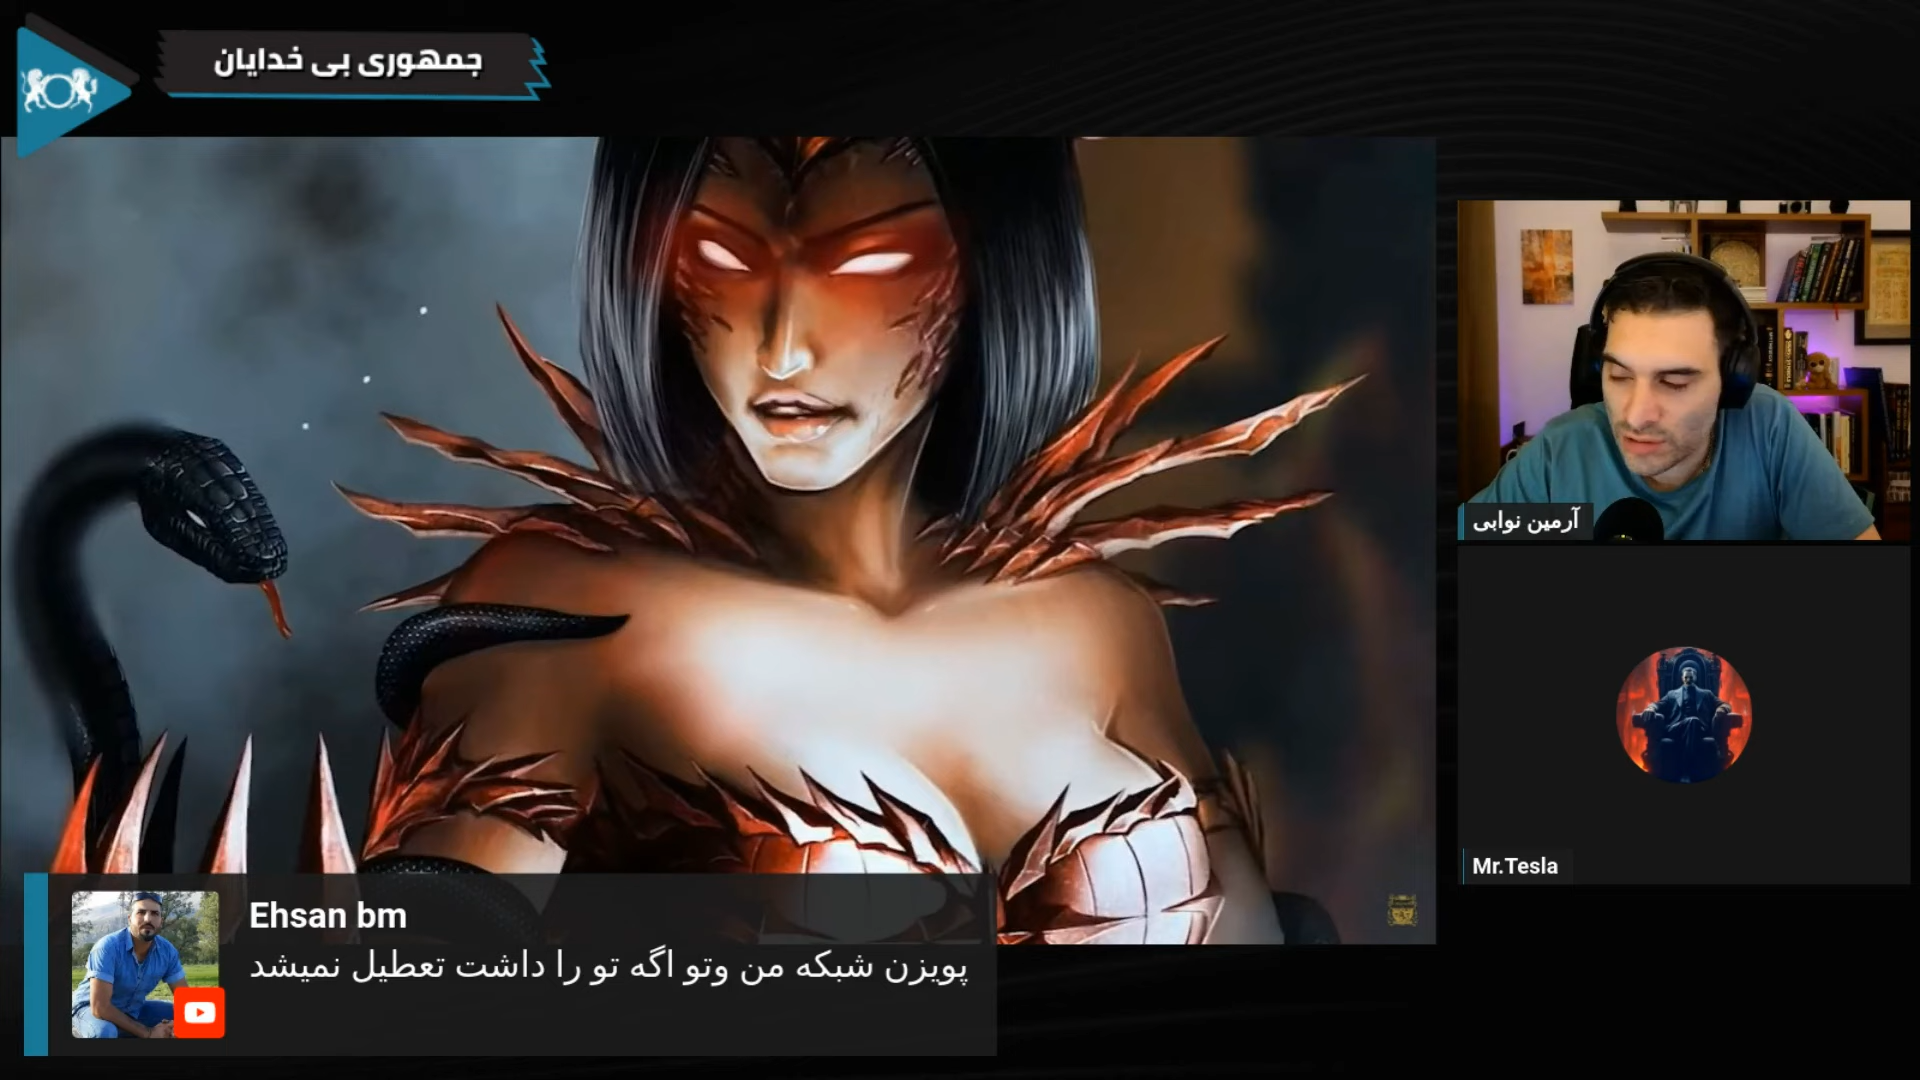 جمهوری بی خدایان
آرمین نوابی
Mr.Tesla
Ehsan bm
پویزن شبکه من وتو اگه تو را داشت تعطیل نمیشد